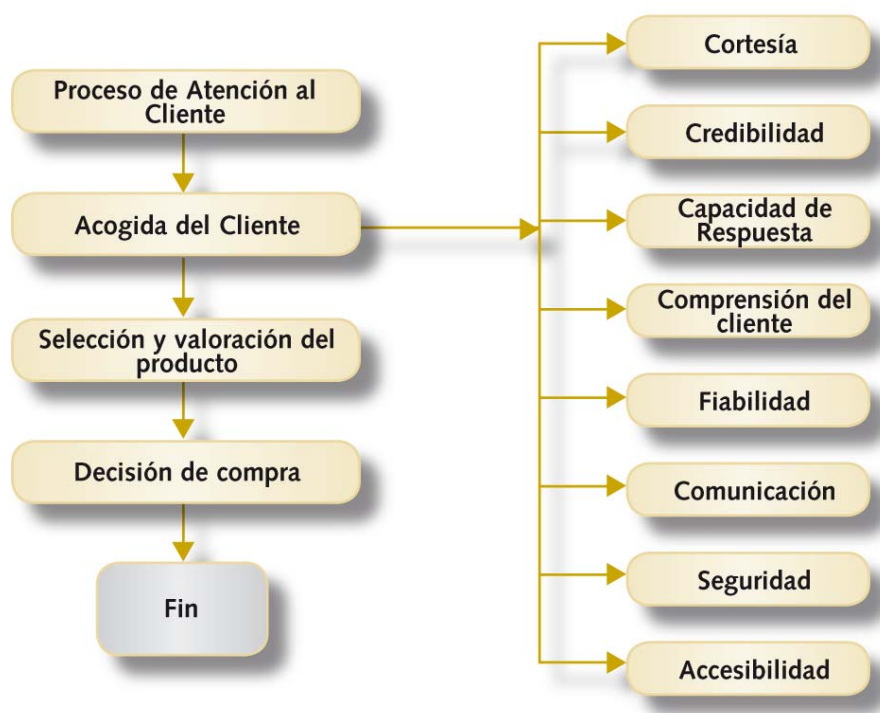 Proceso de Atención al
Cliente
Acogida del Cliente
Selección y valoración del
producto
Decisión de compra
Fin
Cortesía
Credibilidad
Capacidad de
Respuesta
Comprensión del
cliente
Fiabilidad
Comunicación
Seguridad
Accesibilidad